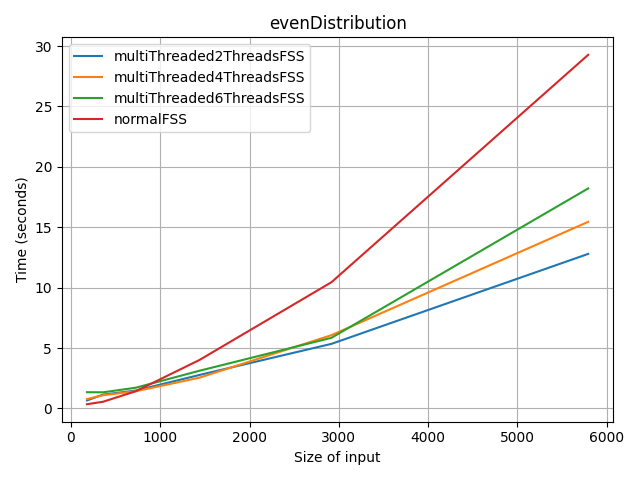 evenDistribution
multiThreaded2ThreadsFSS
multiThreaded4ThreadsFSS
multiThreaded6ThreadsFSS
normalFSS
Time (seconds)
30
25
20
15
10
5
0
0 1000 2000 3000 4000 5000 6000
Size of input